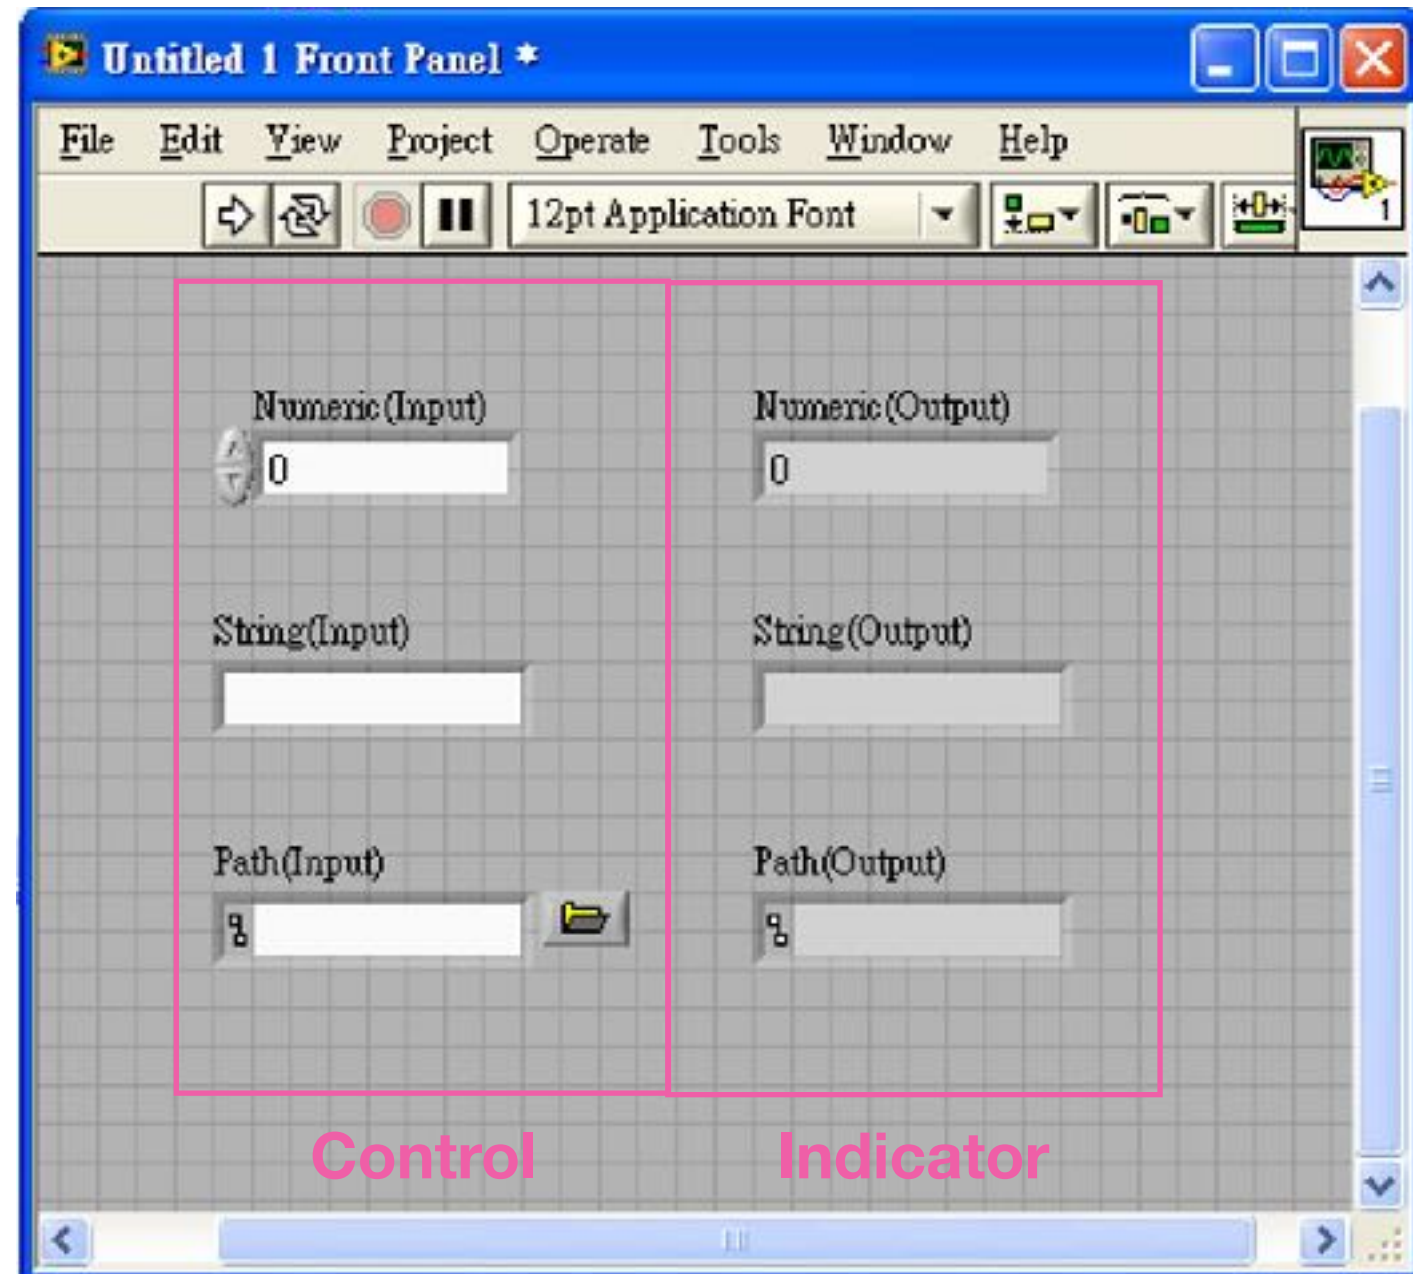 Untitled 1 Front Panel *
File Edit View Project Operate Tools Window Help
12pt Application Font
1
Numeric(Input) Numeric(Output)
0 0
String(Input) String(Output)
Path(Input) Path(Output)
Control Indicator